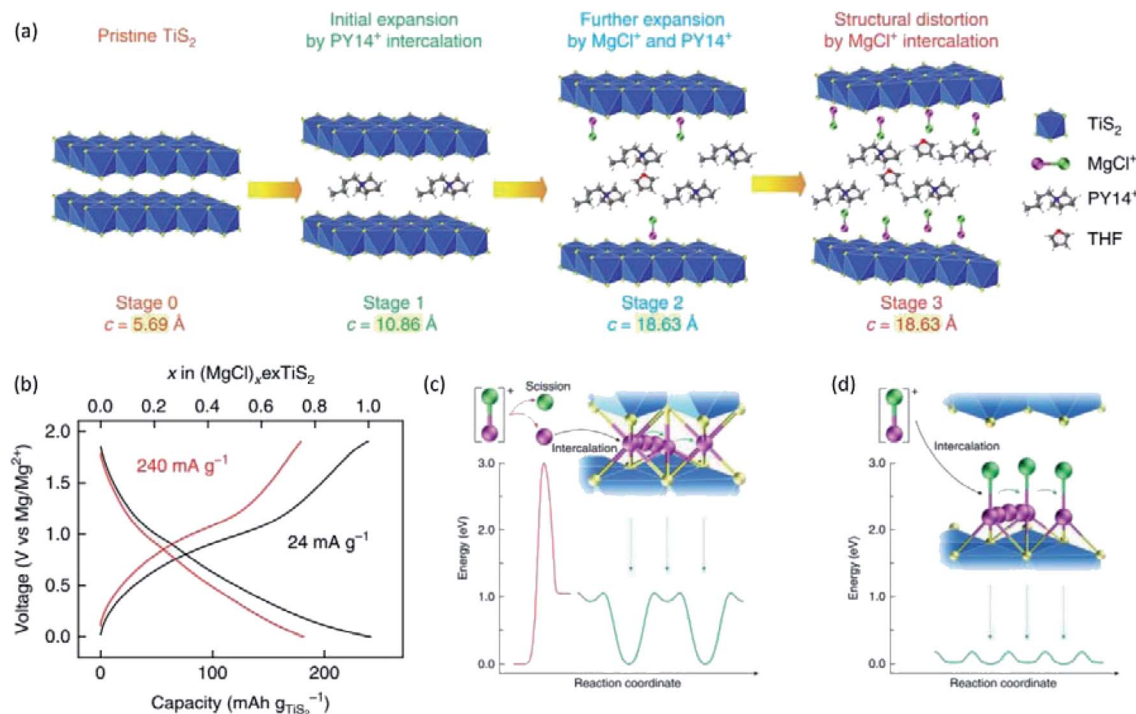 (a)
Pristine TiS2
Initial expansion
by PY14+ intercalation
Further expansion
by MgCl+ and PY14+
Structural distortion
by MgCl+ intercalation
TiS2
MgCl+
PY14+
THF
Stage 0
c = 5.69 Å
Stage 1
c = 10.86 Å
Stage 2
c = 18.63 Å
Stage 3
c = 18.63 Å
(b)
x in (MgCl)xexTiS2
0.0 0.2 0.4 0.6 0.8 1.0
2.0
1.5
1.0
0.5
0.0
Voltage (V vs Mg/Mg2+)
240 mA g−1
24 mA g−1
0 100 200
Capacity (mAh gTiS2−1)
(c)
+
Scission
Intercalation
3.0
2.0
1.0
0.0
Energy (eV)
Reaction coordinate
(d)
+
Intercalation
3.0
2.0
1.0
0.0
Energy (eV)
Reaction coordinate